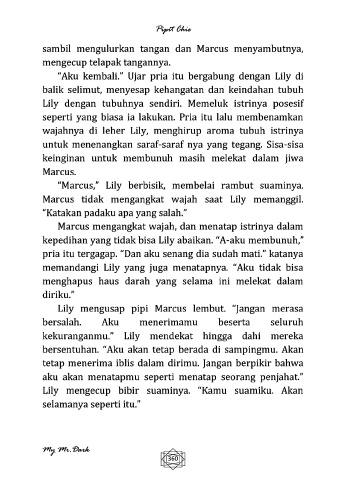 Pipit Chie
sambil mengulurkan tangan dan Marcus menyambutnya,
mengecup telapak tangannya.
“Aku kembali.” Ujar pria itu bergabung dengan Lily di
balik selimut, menyesap kehangatan dan keindahan tubuh
Lily dengan tubuhnya sendiri. Memeluk istrinya posesif
seperti yang biasa ia lakukan. Pria itu lalu membenamkan
wajahnya di leher Lily, menghirup aroma tubuh istrinya
untuk menenangkan saraf-saraf nya yang tegang. Sisa-sisa
keinginan untuk membunuh masih melekat dalam jiwa
Marcus.
“Marcus,” Lily berbisik, membelai rambut suaminya.
Marcus tidak mengangkat wajah saat Lily memanggil.
“Katakan padaku apa yang salah.”
Marcus mengangkat wajah, dan menatap istrinya dalam
kepedihan yang tidak bisa Lily abaikan. “A-aku membunuh,”
pria itu tergagap. “Dan aku senang dia sudah mati.” katanya
memandangi Lily yang juga menatapnya. “Aku tidak bisa
menghapus haus darah yang selama ini melekat dalam
diriku.”
Lily mengusap pipi Marcus lembut. “Jangan merasa
bersalah. Aku menerimamu beserta seluruh
kekuranganmu.” Lily mendekat hingga dahi mereka
bersentuhan. “Aku akan tetap berada di sampingmu. Akan
tetap menerima iblis dalam dirimu. Jangan berpikir bahwa
aku akan menatapmu seperti menatap seorang penjahat.”
Lily mengecup bibir suaminya. “Kamu suamiku. Akan
selamanya seperti itu.”
My Mr. Dark
360